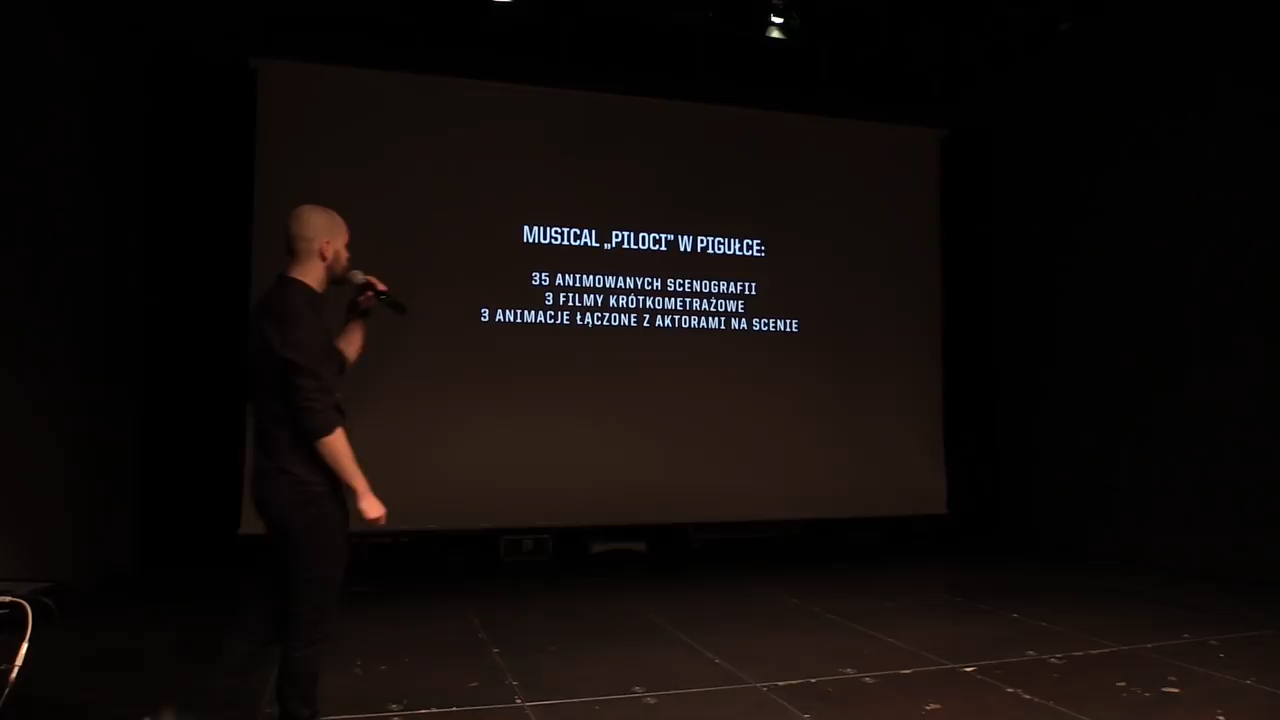 MUSICAL „PILOCI” W PIGUŁCE:
35 ANIMOWANYCH SCENOGRAFII
3 FILMY KRÓTKOMETRAŻOWE
3 ANIMACJE ŁĄCZONE Z AKTORAMI NA SCENIE